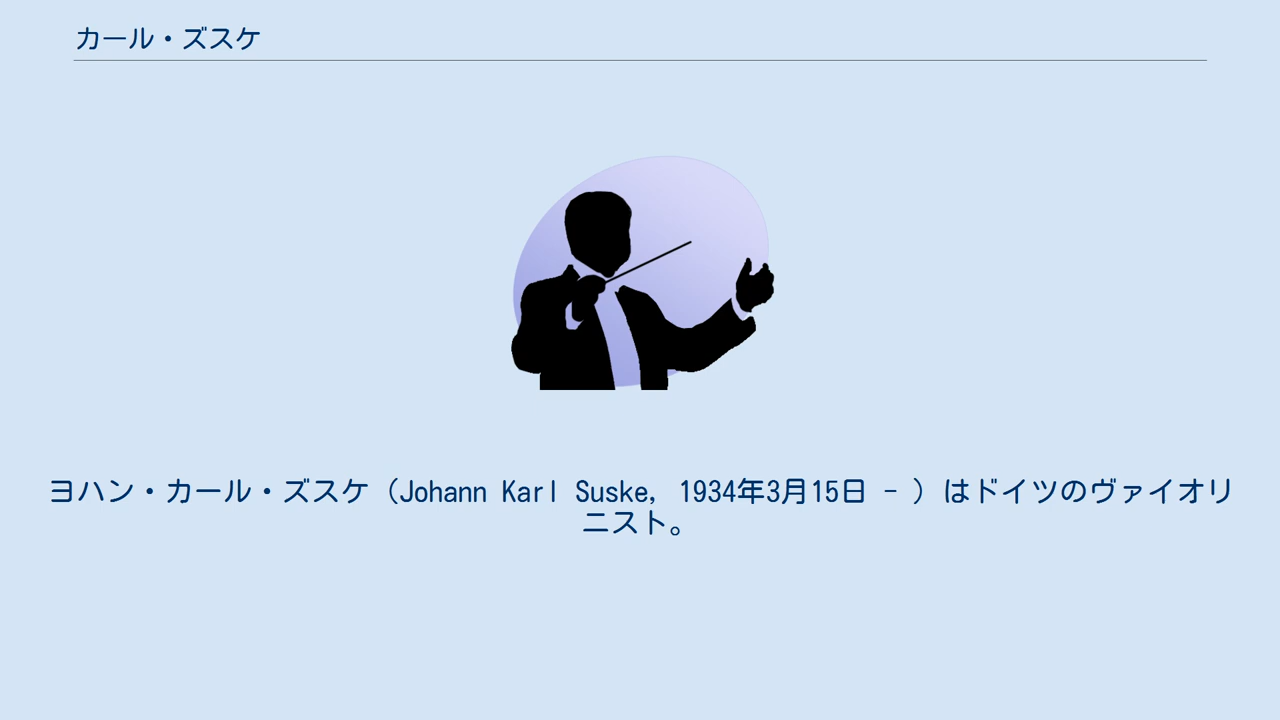 カール・ズスケ
ヨハン・カール・ズスケ（Johann Karl Suske, 1934年3月15日 - ）はドイツのヴァイオリ
ニスト。